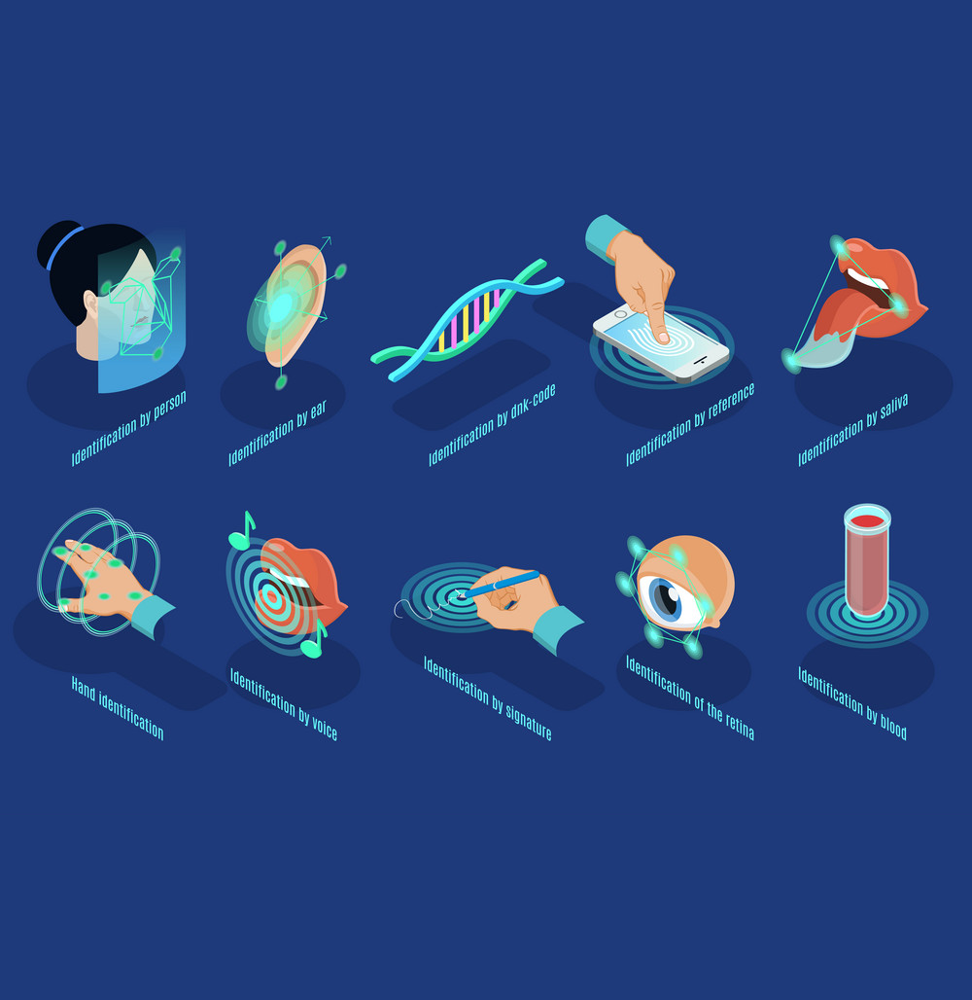 Identification by person
Identification by ear
Identification by dnk-code
Identification by reference
Identification by saliva
Hand identification
Identification by voice
Identification by signature
Identification of the retina
Identification by blood